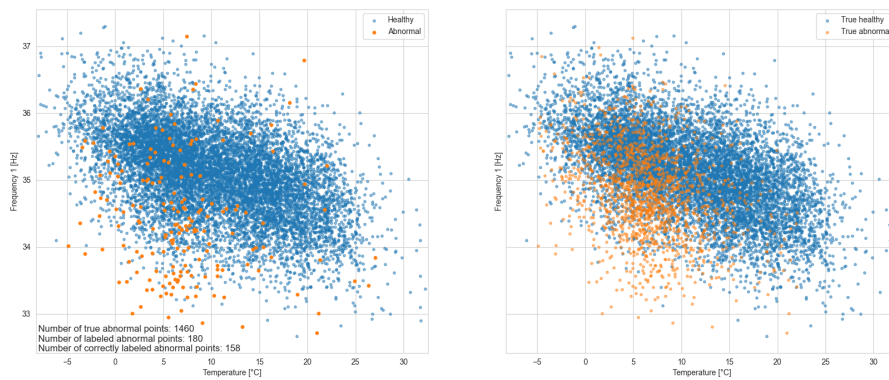 Healthy
Abnormal
37
36
35
34
33
Frequency 1 [Hz]
Number of true abnormal points: 1460
Number of labeled abnormal points: 180
Number of correctly labeled abnormal points: 158
−5 0 5 10 15 20 25 30
Temperature [°C]
True healthy
True abnormal
Frequency 1 [Hz]
−5 0 5 10 15 20 25 30
Temperature [°C]